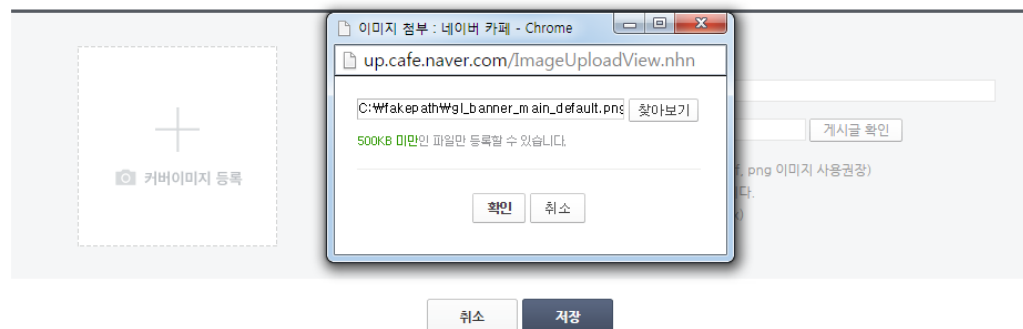 이미지 첨부 : 네이버 카페 - Chrome
up.cafe.naver.com/ImageUploadView.nhn
C:₩fakepath₩gl_banner_main_default.png 찾아보기
500KB 미만인 파일만 등록할 수 있습니다.
확인 취소
커버이미지 등록
게시글 확인
png 이미지 사용권장)
다.
취소 저장